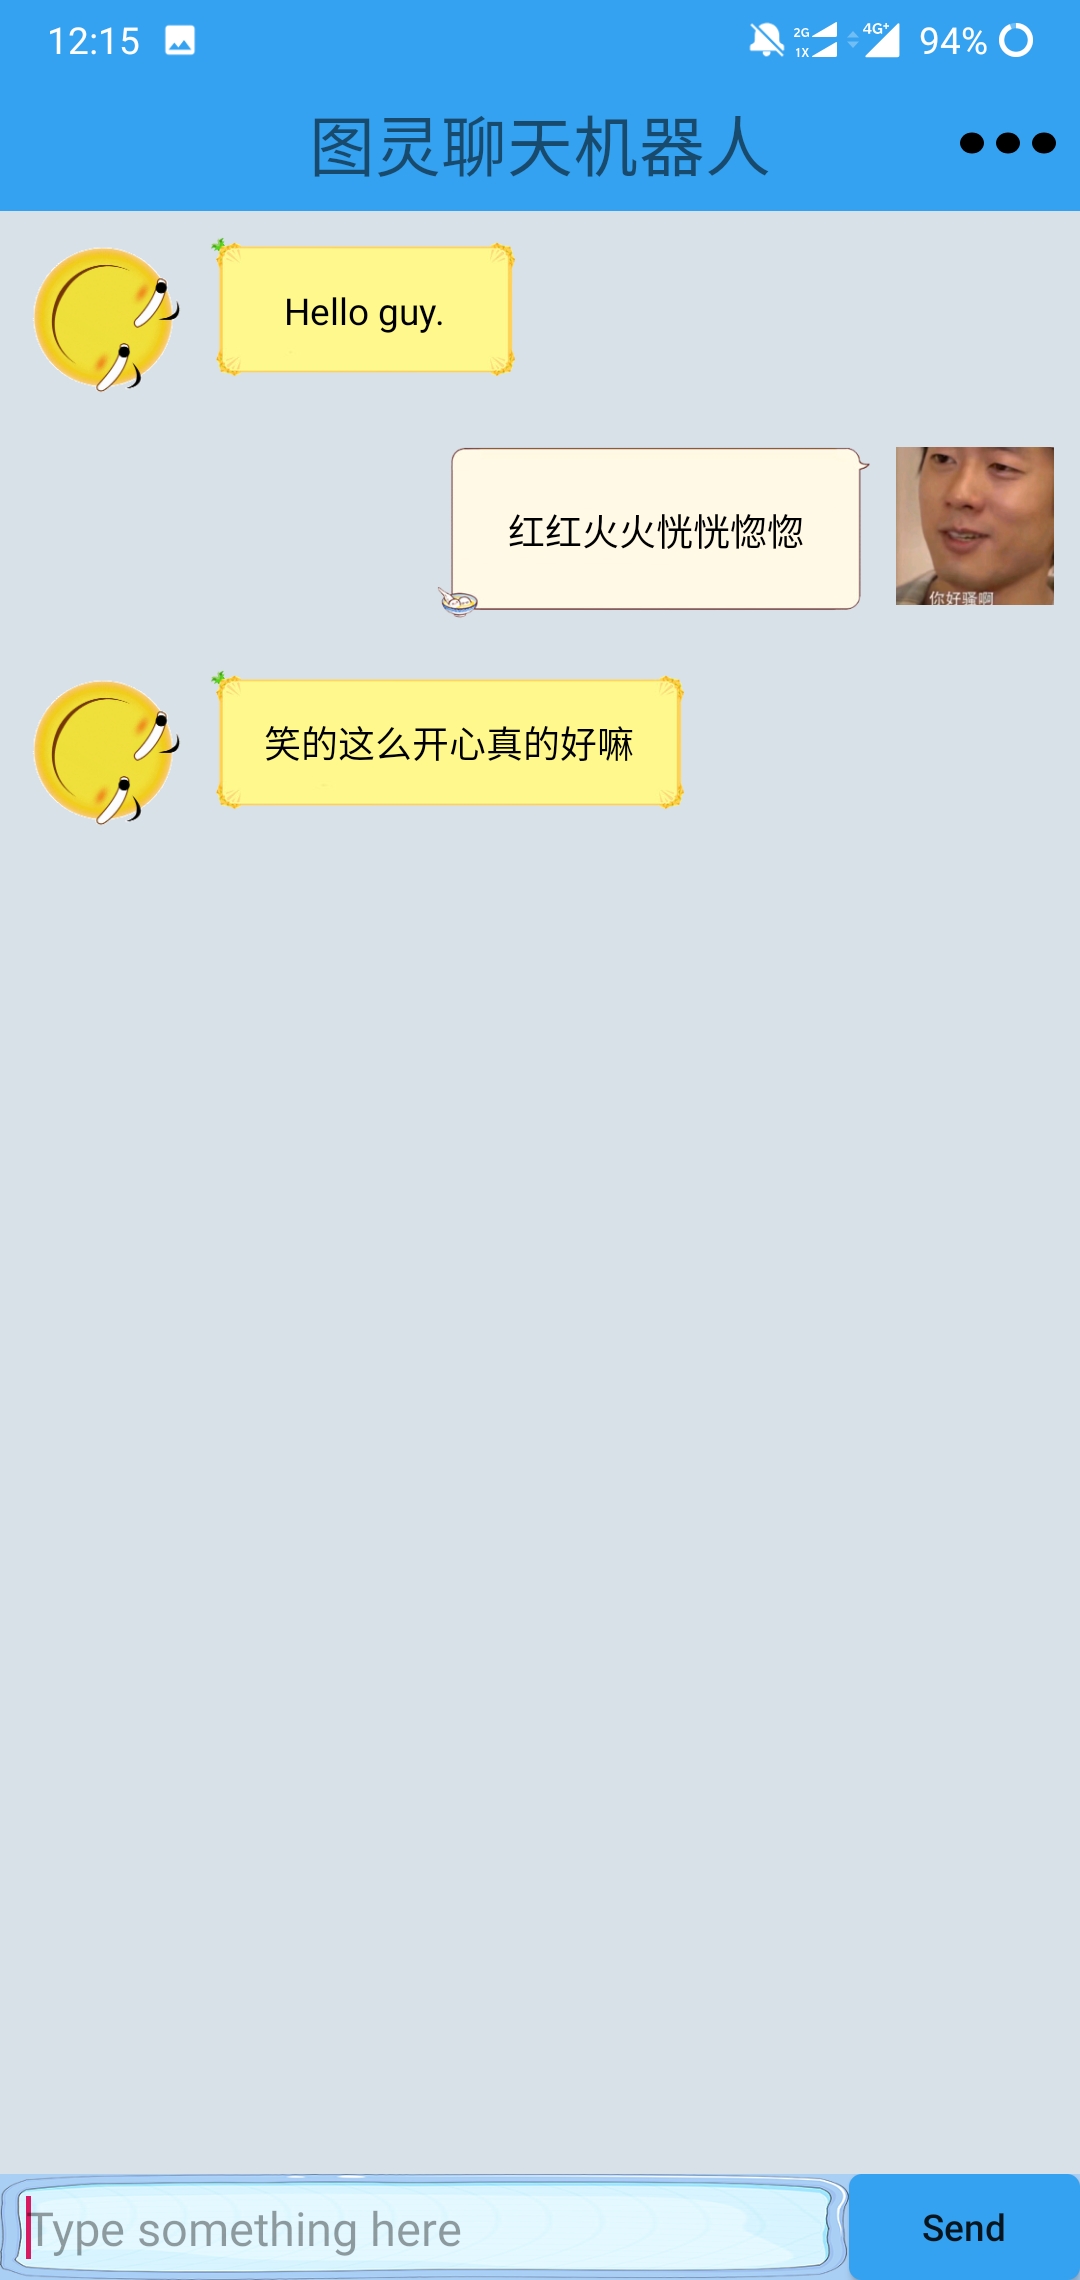 12:15
2G
1X
4G+
94%
图灵聊天机器人
Hello guy.
红红火火恍恍惚惚
你好骚啊
笑的这么开心真的好嘛
Type something here
Send